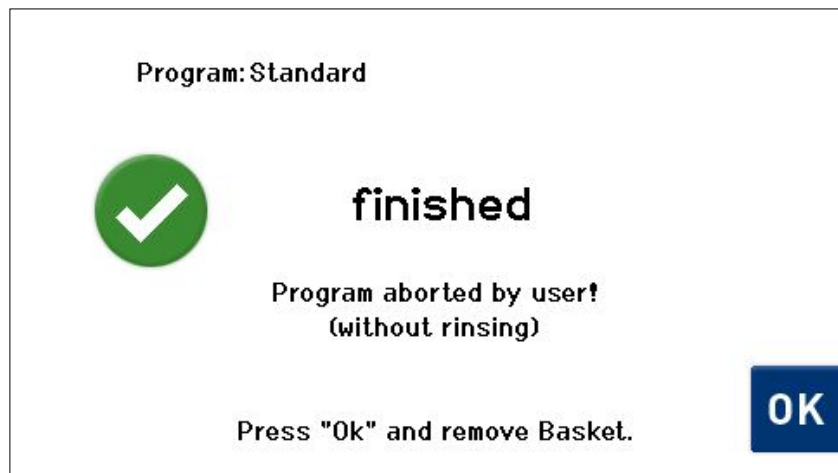 Program: Standard
finished
Program aborted by user!
(without rinsing)
OK
Press "Ok" and remove Basket.